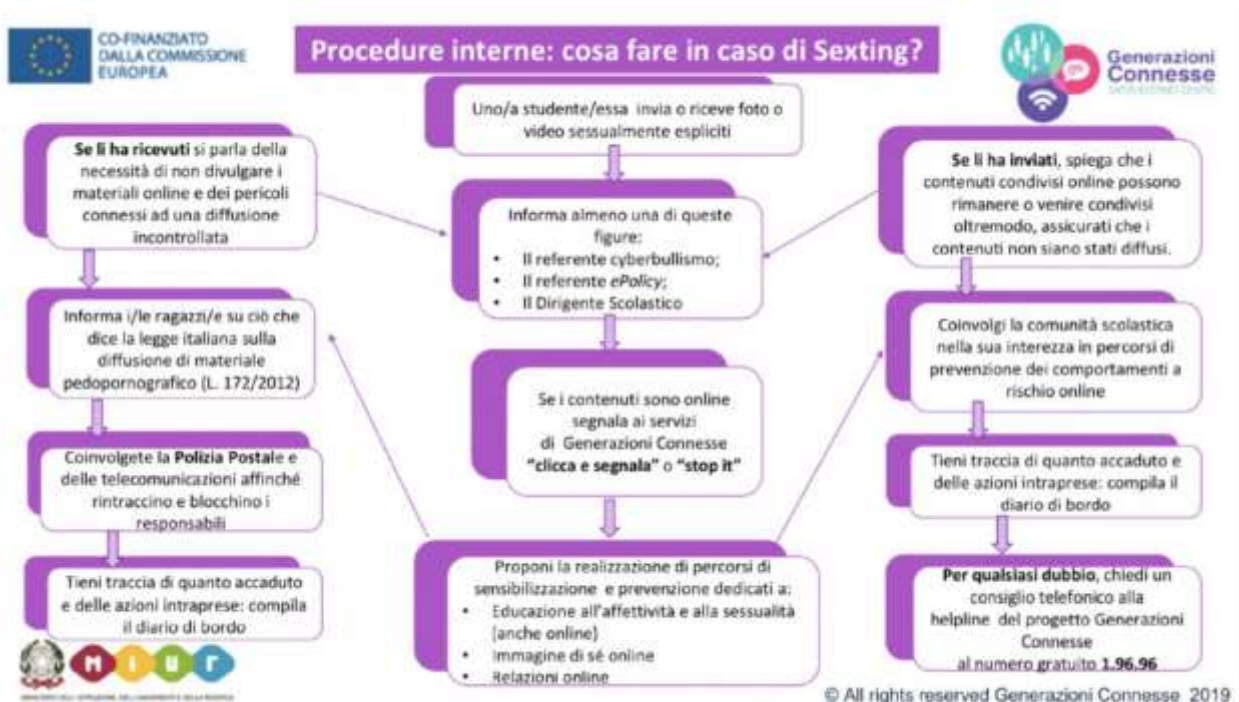 CO-FINANZIATO
DALLA COMMISSIONE
EUROPEA
Procedure interne: cosa fare in caso di Sexting?
Generazioni
Connesse
Uno/a studente/essa invia o riceve foto o
video sessualmente espliciti
Se li ha ricevuti si parla della
necessità di non divulgare i
materiali online e dei pericoli
connessi ad una diffusione
incontrollata
Informa i/le ragazzi/e su ciò che
dice la legge italiana sulla
diffusione di materiale
pedopornografico (L. 172/2012)
Coinvolgete la Polizia Postale e
delle telecomunicazioni affinché
rintraccino e blocchino i
responsabili
Tieni traccia di quanto accaduto
e delle azioni intraprese: compila
il diario di bordo
Informa almeno una di queste
figure:
• Il referente cyberbullismo;
• Il referente ePolicy;
• Il Dirigente Scolastico
Se i contenuti sono online
segnala ai servizi
di Generazioni Connesse
“clicca e segnala” o “stop it”
Proponi la realizzazione di percorsi di
sensibilizzazione e prevenzione dedicati a:
• Educazione all'affettività e alla sessualità
(anche online)
• Immagine di sé online
• Relazioni online
Se li ha inviati, spiega che i
contenuti condivisi online possono
rimanere o venire condivisi
oltremodo, assicurati che i
contenuti non siano stati diffusi.
Coinvolgi la comunità scolastica
nella sua interezza in percorsi di
prevenzione dei comportamenti a
rischio online
Tieni traccia di quanto accaduto e
delle azioni intraprese: compila il
diario di bordo
Per qualsiasi dubbio, chiedi un
consiglio telefonico alla
helpline del progetto Generazioni
Connesse
al numero gratuito 1.96.96
miur
© All rights reserved Generazioni Connesse 2019